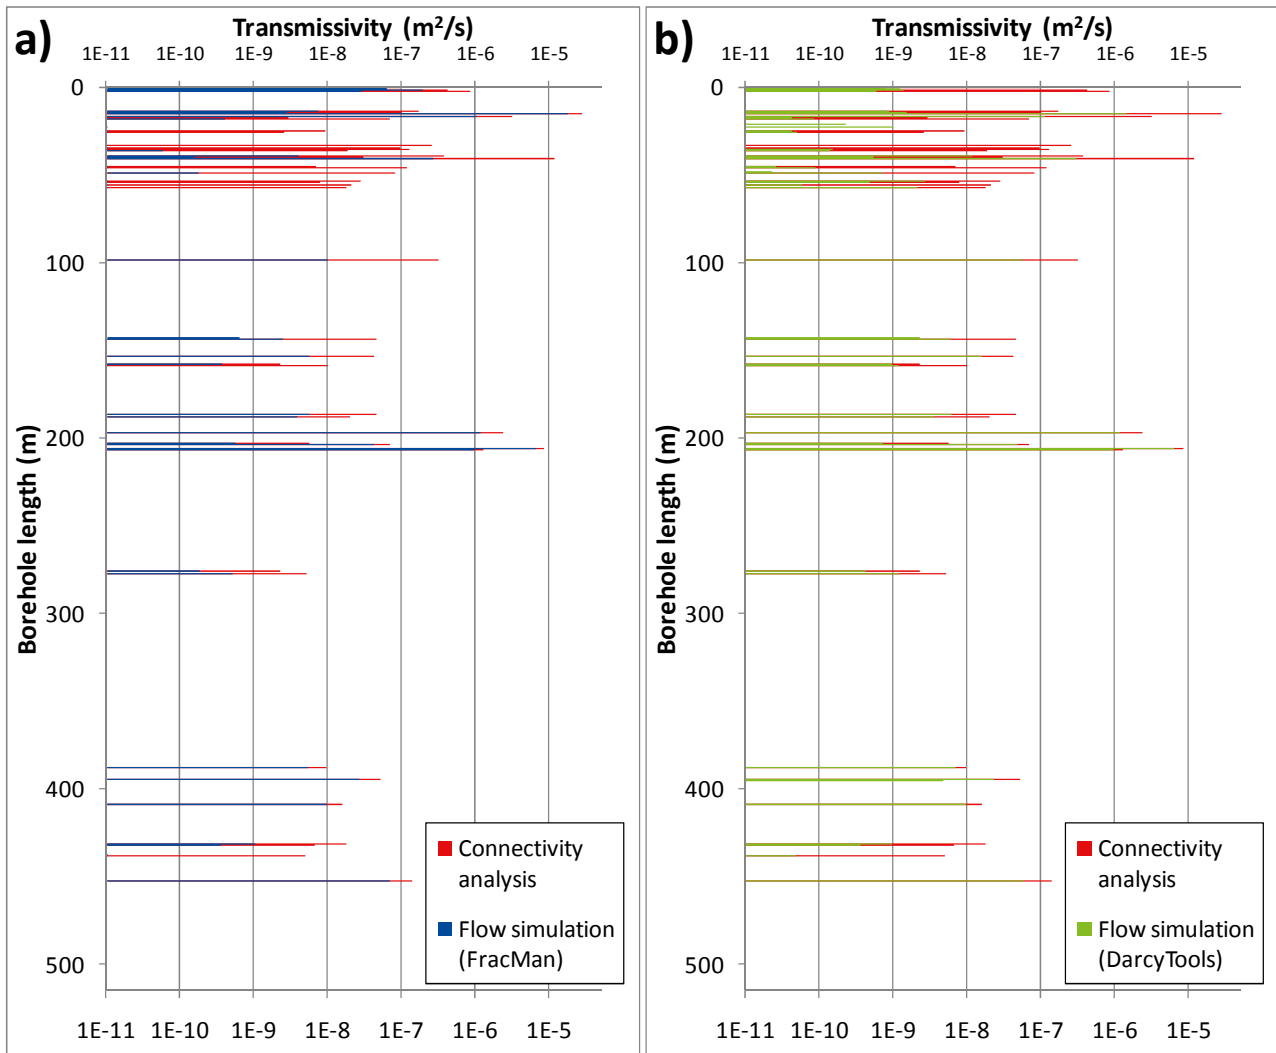 a)
Transmissivity (m²/s)
1E-11 1E-10 1E-9 1E-8 1E-7 1E-6 1E-5
0
100
200
300
400
500
Borehole length (m)
Connectivity
analysis
Flow simulation
(FracMan)
1E-11 1E-10 1E-9 1E-8 1E-7 1E-6 1E-5
b)
Transmissivity (m²/s)
1E-11 1E-10 1E-9 1E-8 1E-7 1E-6 1E-5
0
100
200
300
400
500
Borehole length (m)
Connectivity
analysis
Flow simulation
(DarcyTools)
1E-11 1E-10 1E-9 1E-8 1E-7 1E-6 1E-5